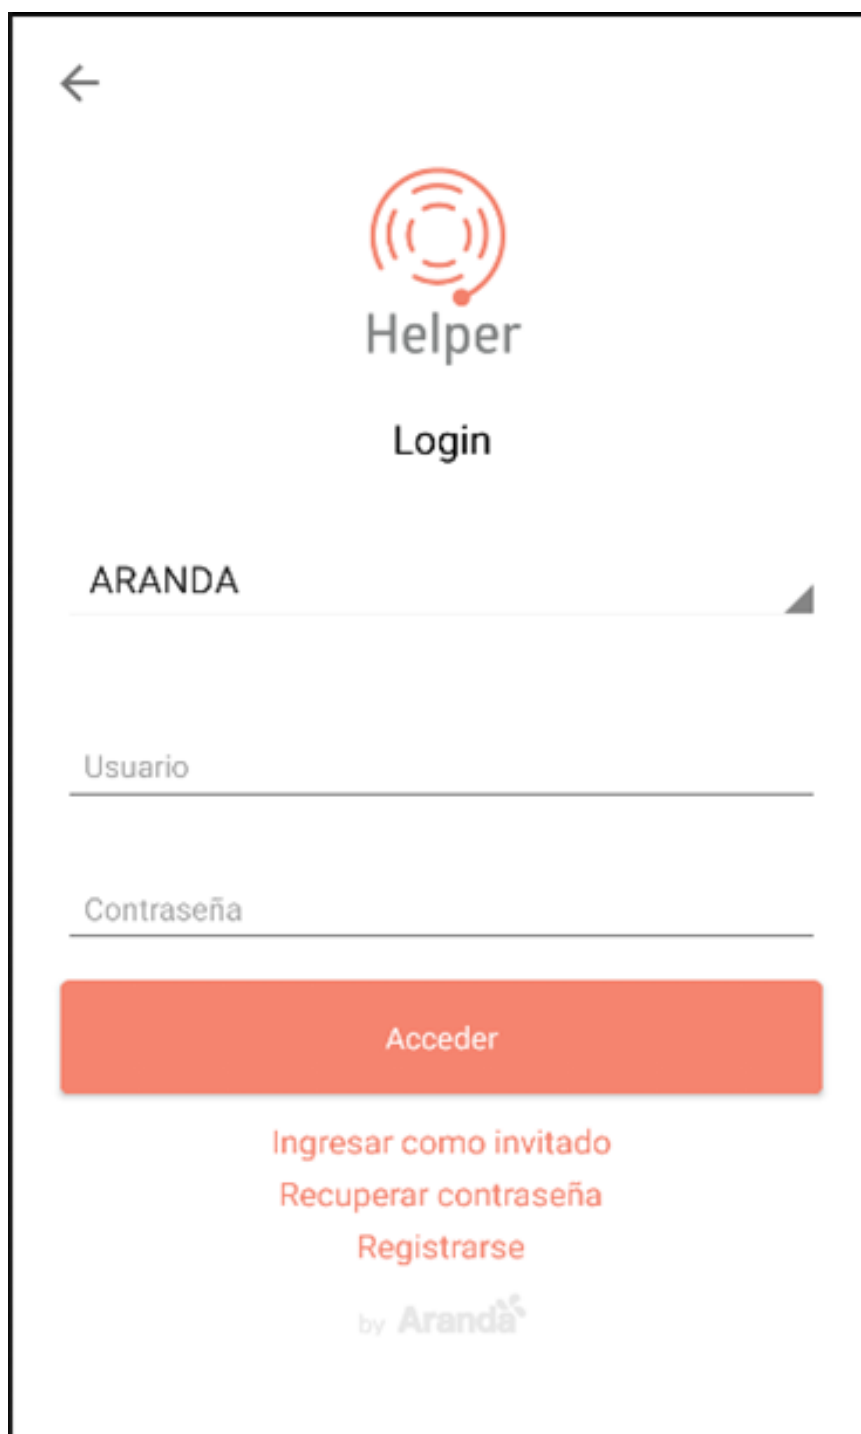 Helper
Login
ARANDA
Usuario
Contraseña
Acceder
Ingresar como invitado
Recuperar contraseña
Registrarse
by Aranda